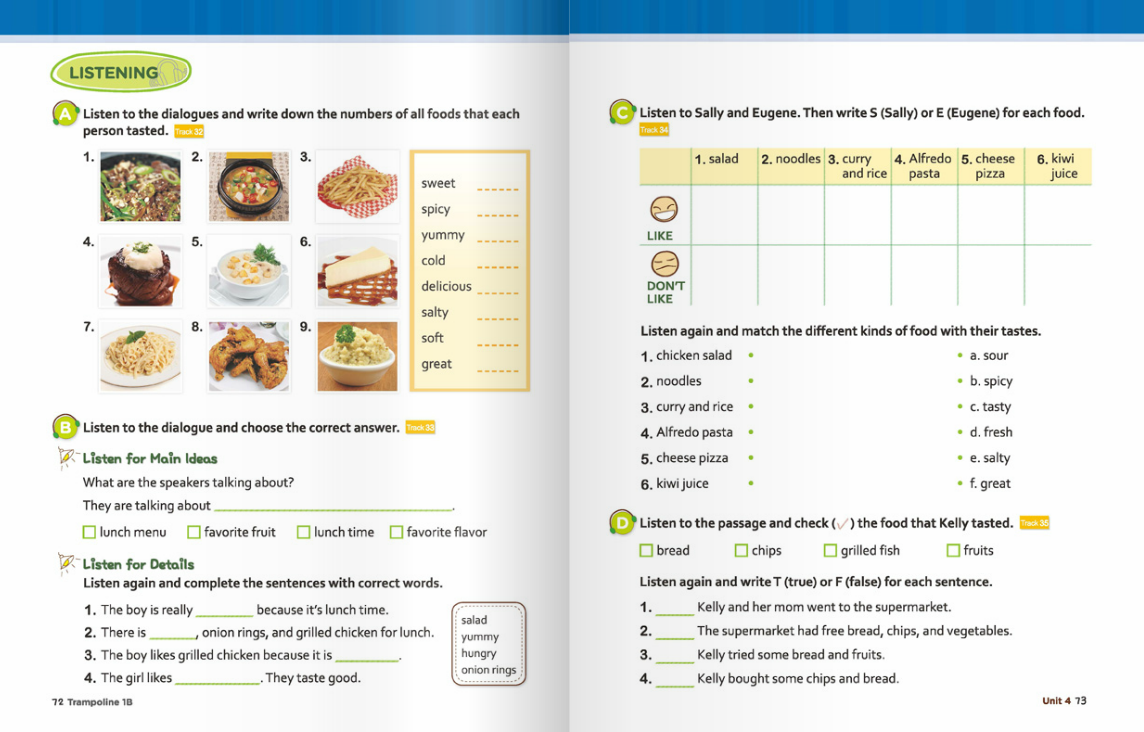 LISTENING
A Listen to the dialogues and write down the numbers of all foods that each
person tasted. Track 32
1. 2. 3.
4. 5. 6.
7. 8. 9.
sweet ______
spicy ______
yummy ______
cold ______
delicious ______
salty ______
soft ______
great ______
B Listen to the dialogue and choose the correct answer. Track 33
Listen for Main Ideas
What are the speakers talking about?
They are talking about ______.
lunch menu favorite fruit lunch time favorite flavor
Listen for Details
Listen again and complete the sentences with correct words.
1. The boy is really ______ because it's lunch time.
2. There is ______, onion rings, and grilled chicken for lunch.
3. The boy likes grilled chicken because it is ______.
4. The girl likes ______. They taste good.
salad
yummy
hungry
onion rings
72 Trampoline 1B
C Listen to Sally and Eugene. Then write S (Sally) or E (Eugene) for each food.
Track 34
1. salad 2. noodles 3. curry and rice 4. Alfredo pasta 5. cheese pizza 6. kiwi juice
LIKE
DON'T
LIKE
Listen again and match the different kinds of food with their tastes.
1. chicken salad • • a. sour
2. noodles • • b. spicy
3. curry and rice • • c. tasty
4. Alfredo pasta • • d. fresh
5. cheese pizza • • e. salty
6. kiwi juice • • f. great
D Listen to the passage and check (✓) the food that Kelly tasted. Track 35
bread chips grilled fish fruits
Listen again and write T (true) or F (false) for each sentence.
1. ______ Kelly and her mom went to the supermarket.
2. ______ The supermarket had free bread, chips, and vegetables.
3. ______ Kelly tried some bread and fruits.
4. ______ Kelly bought some chips and bread.
Unit 4 73